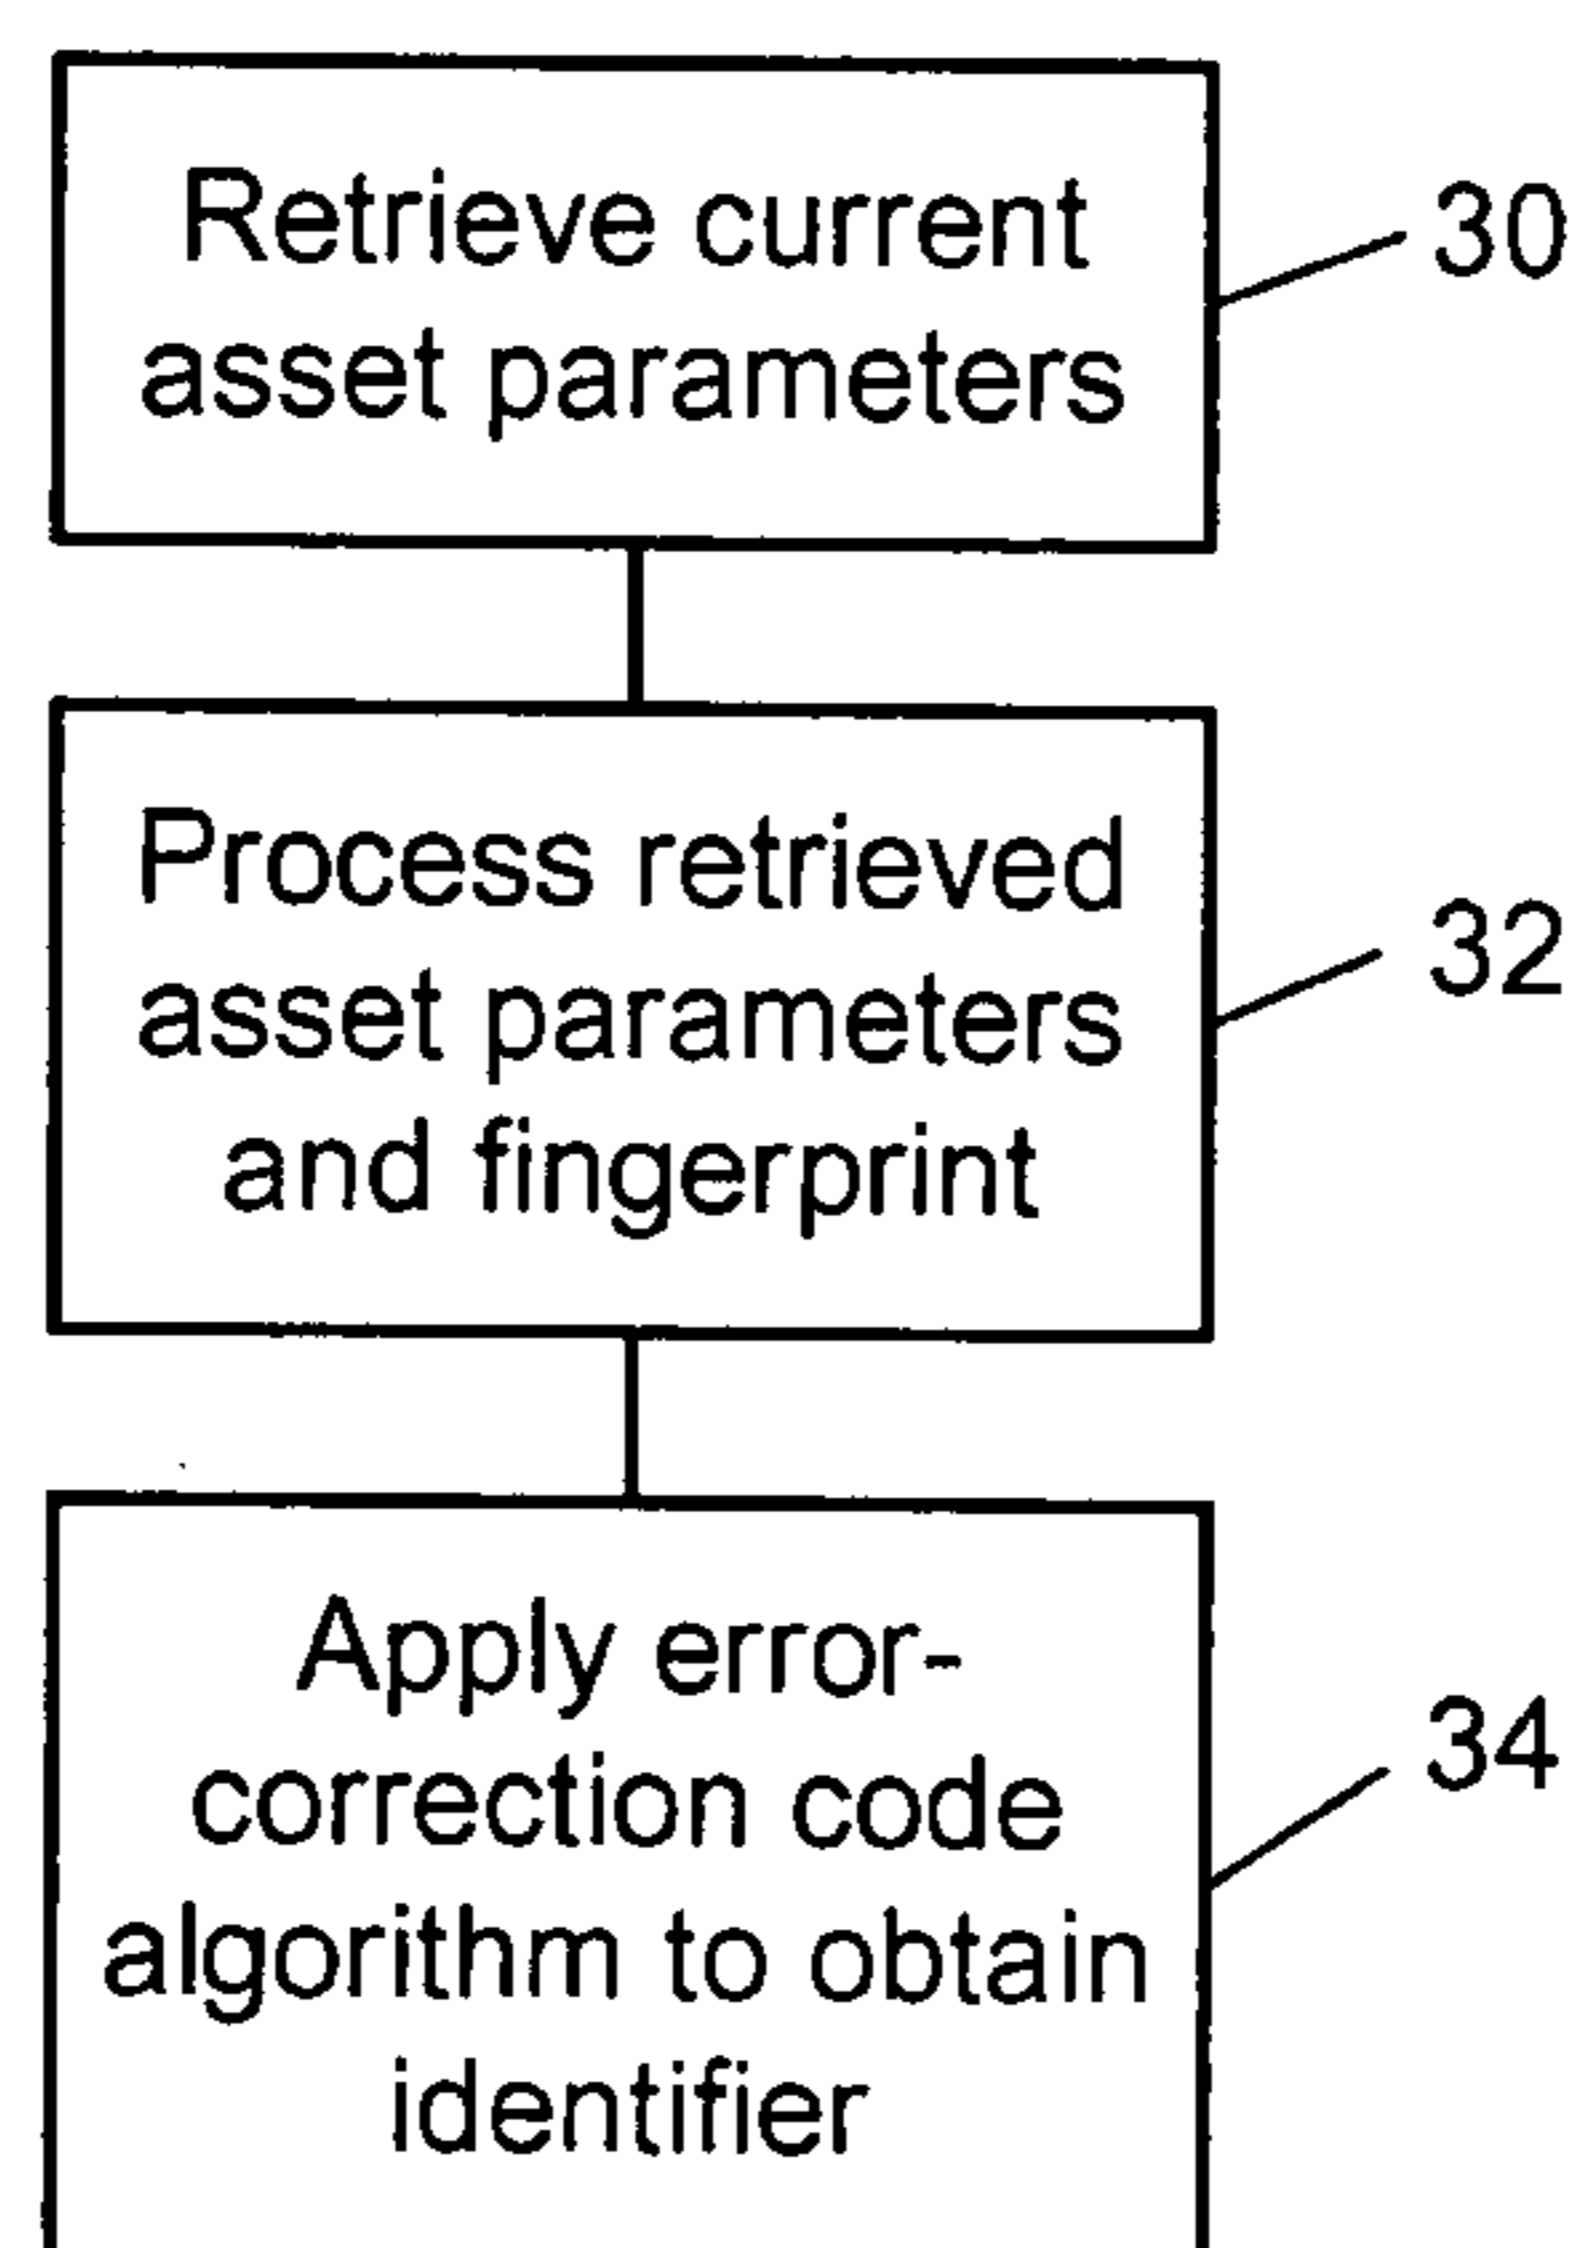 Retrieve current
asset parameters
30
Process retrieved
asset parameters
and fingerprint
32
Apply error-
correction code
algorithm to obtain
identifier
34